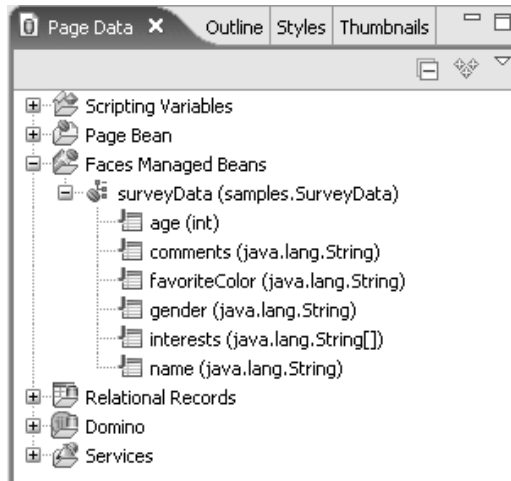 Page Data Outline Styles Thumbnails
Scripting Variables
Page Bean
Faces Managed Beans
surveyData (samples.SurveyData)
age (int)
comments (java.lang.String)
favoriteColor (java.lang.String)
gender (java.lang.String)
interests (java.lang.String[])
name (java.lang.String)
Relational Records
Domino
Services